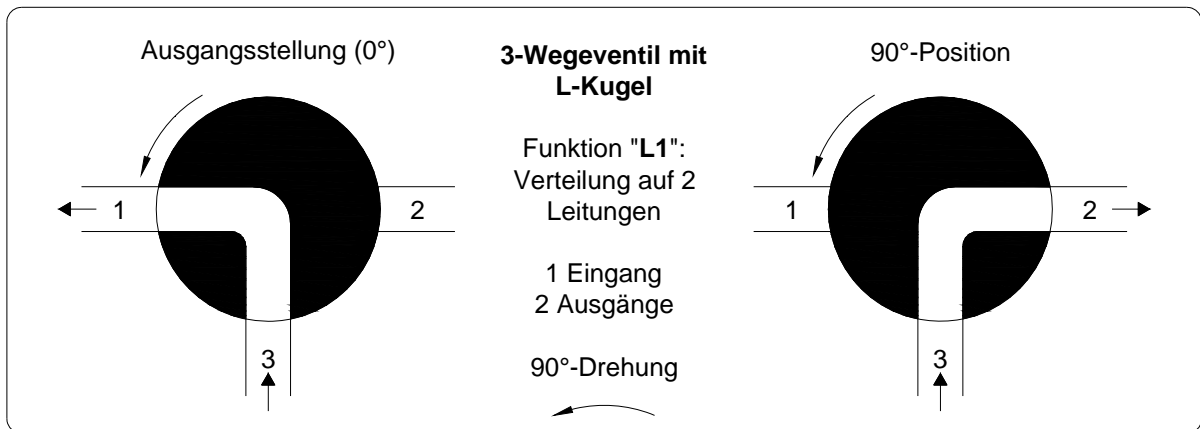 Ausgangsstellung (0°)
1
2
3
3-Wegeventil mit
L-Kugel
Funktion "L1":
Verteilung auf 2
Leitungen
1 Eingang
2 Ausgänge
90°-Drehung
90°-Position
1
2
3